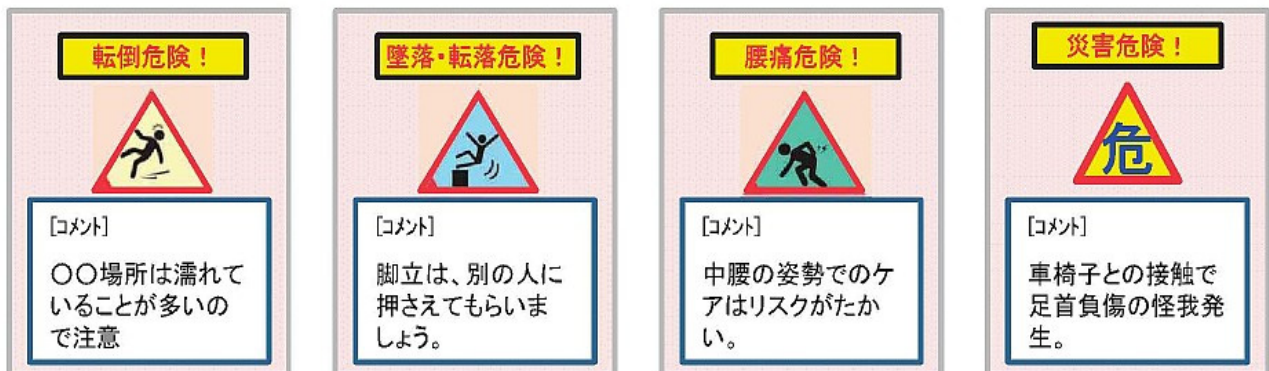 転倒危険！
[コメント]
〇〇場所は濡れて
いることが多いの
で注意
墜落・転落危険！
[コメント]
脚立は、別の人に
押さえてもらいま
しょう。
腰痛危険！
[コメント]
中腰の姿勢でのケ
アはリスクがたか
い。
災害危険！
危
[コメント]
車椅子との接触で
足首負傷の怪我発
生。